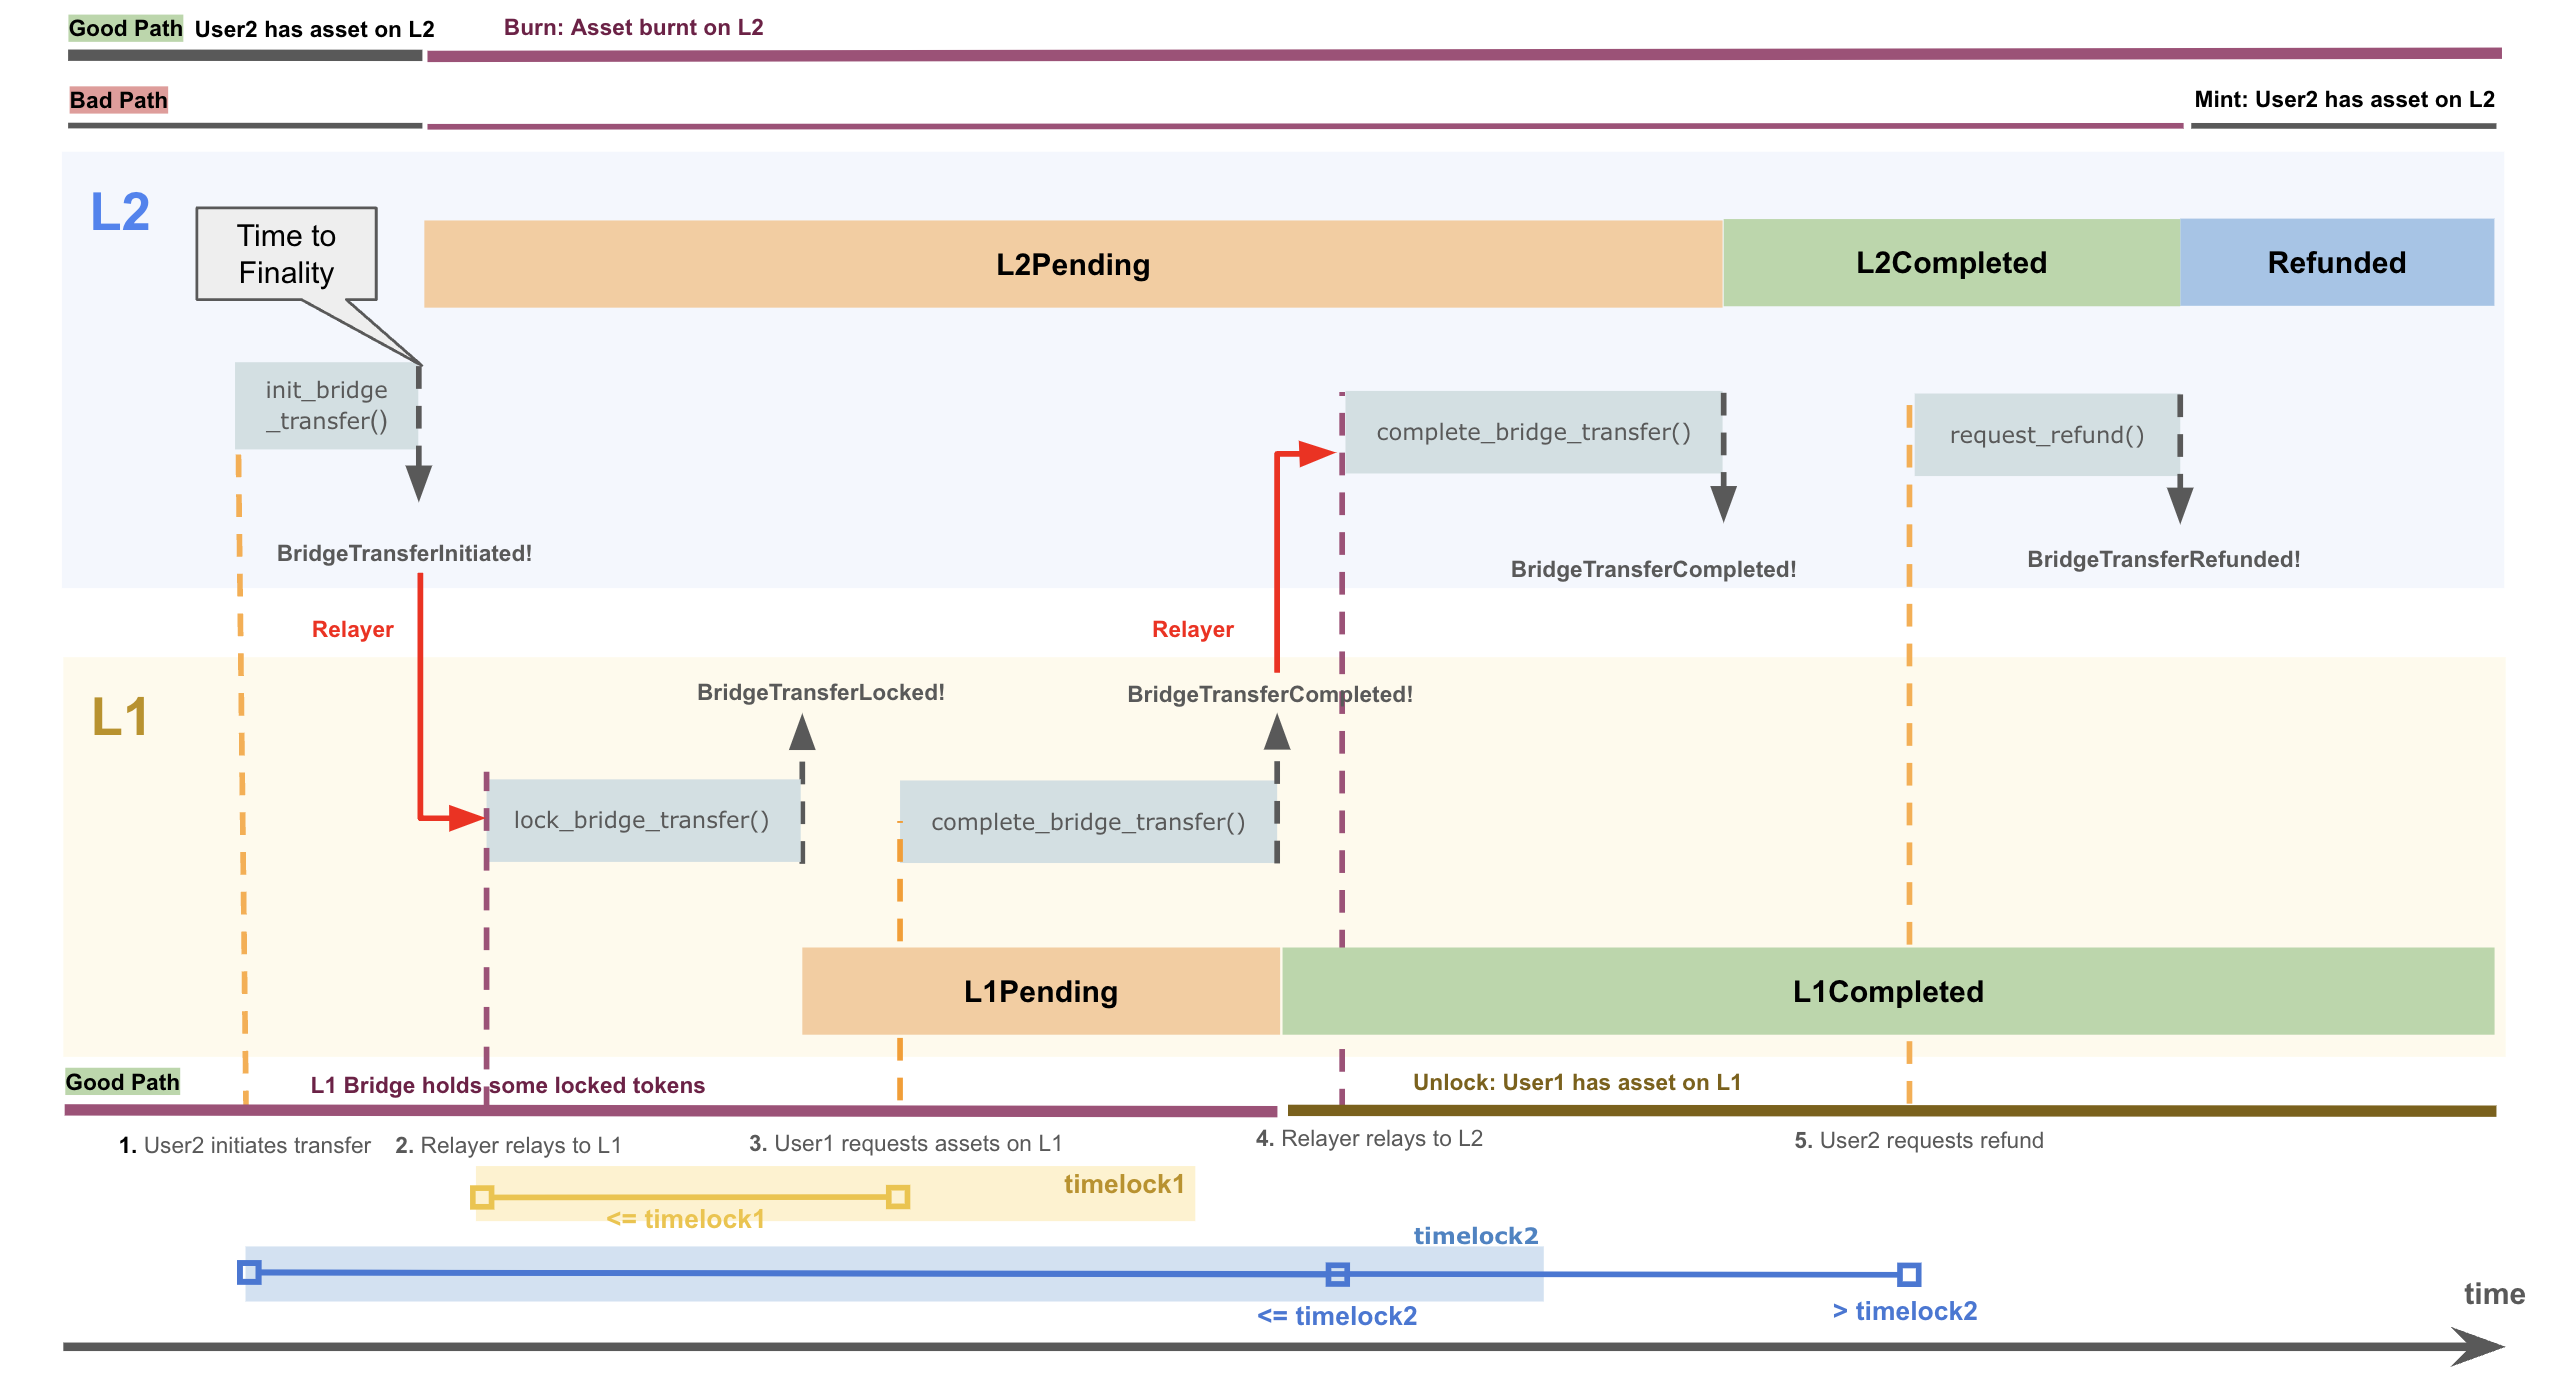 Good Path User2 has asset on L2 Burn: Asset burnt on L2
Bad Path Mint: User2 has asset on L2
L2
Time to
Finality
L2Pending L2Completed Refunded
init_bridge
_transfer()
complete_bridge_transfer() request_refund()
BridgeTransferInitiated! BridgeTransferCompleted! BridgeTransferRefunded!
Relayer Relayer
L1
BridgeTransferLocked! BridgeTransferCompleted!
lock_bridge_transfer() complete_bridge_transfer()
L1Pending L1Completed
Good Path L1 Bridge holds some locked tokens Unlock: User1 has asset on L1
1. User2 initiates transfer 2. Relayer relays to L1 3. User1 requests assets on L1 4. Relayer relays to L2 5. User2 requests refund
timelock1
<= timelock1
timelock2
<= timelock2 > timelock2
time